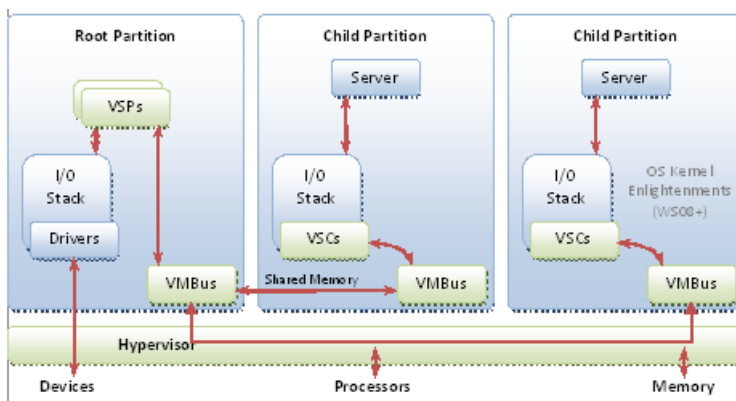 Root Partition
Child Partition
Child Partition
Server
Server
VSPs
I/O
Stack
I/O
Stack
I/O
Stack
OS Kernel
Enlightenments
(WS08+)
Drivers
VSCs
VSCs
VMBus
Shared Memory
VMBus
VMBus
Hypervisor
Devices
Processors
Memory